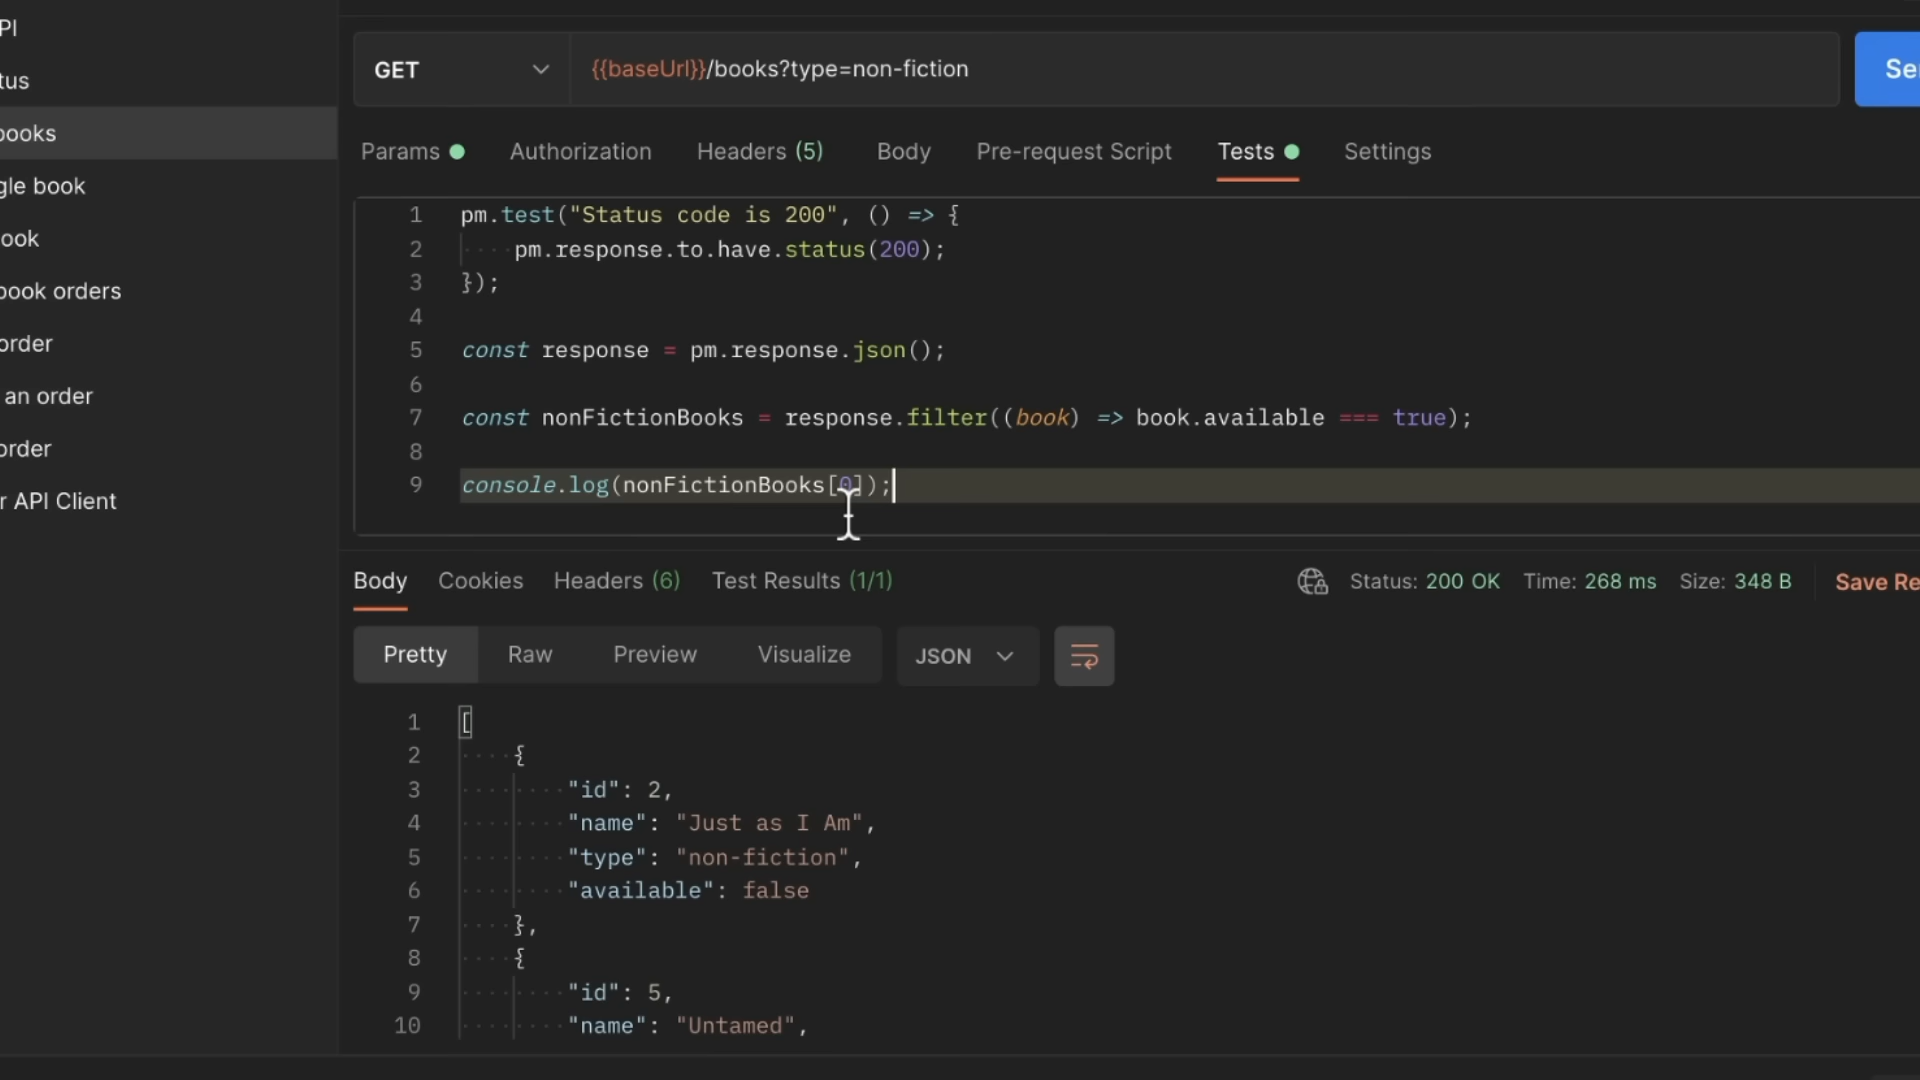 PI
tus
books
gle book
ook
book orders
order
an order
order
r API Client
GET
{{baseUrl}}/books?type=non-fiction
Params
Authorization
Headers (5)
Body
Pre-request Script
Tests
Settings
1 pm.test("Status code is 200", () => {
2 pm.response.to.have.status(200);
3 });
4
5 const response = pm.response.json();
6
7 const nonFictionBooks = response.filter((book) => book.available === true);
8
9 console.log(nonFictionBooks[0]);
Body Cookies Headers (6) Test Results (1/1)
Status: 200 OK Time: 268 ms Size: 348 B
Save Re
Pretty Raw Preview Visualize
JSON
1 [
2 {
3 "id": 2,
4 "name": "Just as I Am",
5 "type": "non-fiction",
6 "available": false
7 },
8 {
9 "id": 5,
10 "name": "Untamed",